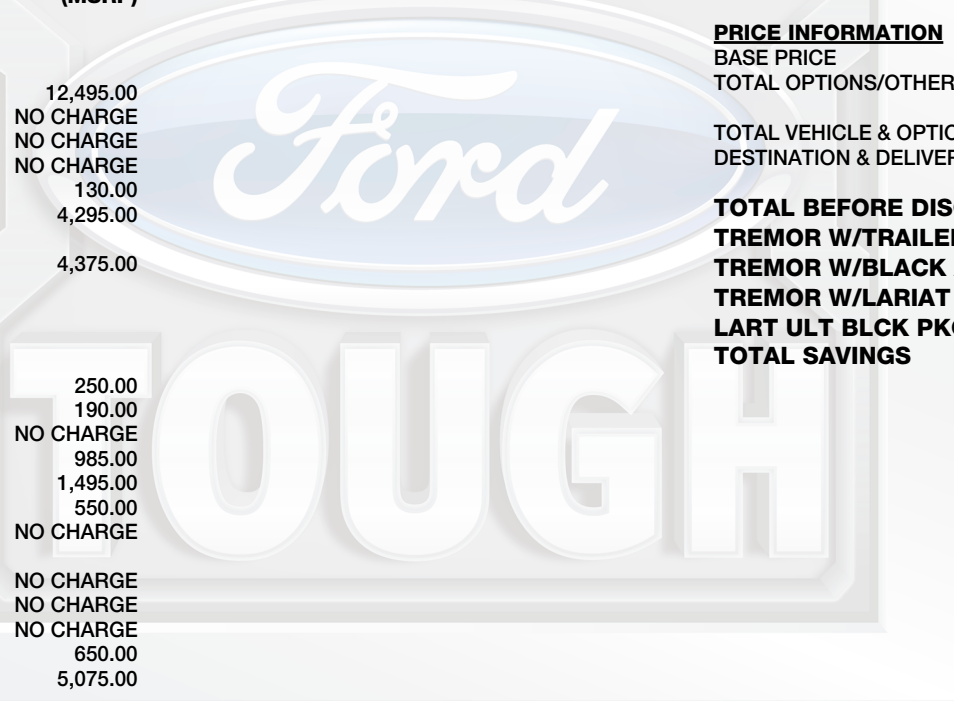 (MSRP)
12,495.00
NO CHARGE
NO CHARGE
NO CHARGE
130.00
4,295.00
4,375.00
250.00
190.00
NO CHARGE
985.00
1,495.00
550.00
NO CHARGE
NO CHARGE
NO CHARGE
NO CHARGE
650.00
5,075.00
Ford
TOUGH
PRICE INFORMATION
BASE PRICE
TOTAL OPTIONS/OTHER
TOTAL VEHICLE & OPTIO
DESTINATION & DELIVER
TOTAL BEFORE DIS
TREMOR W/TRAILE
TREMOR W/BLACK
TREMOR W/LARIAT
LART ULT BLCK PK
TOTAL SAVINGS